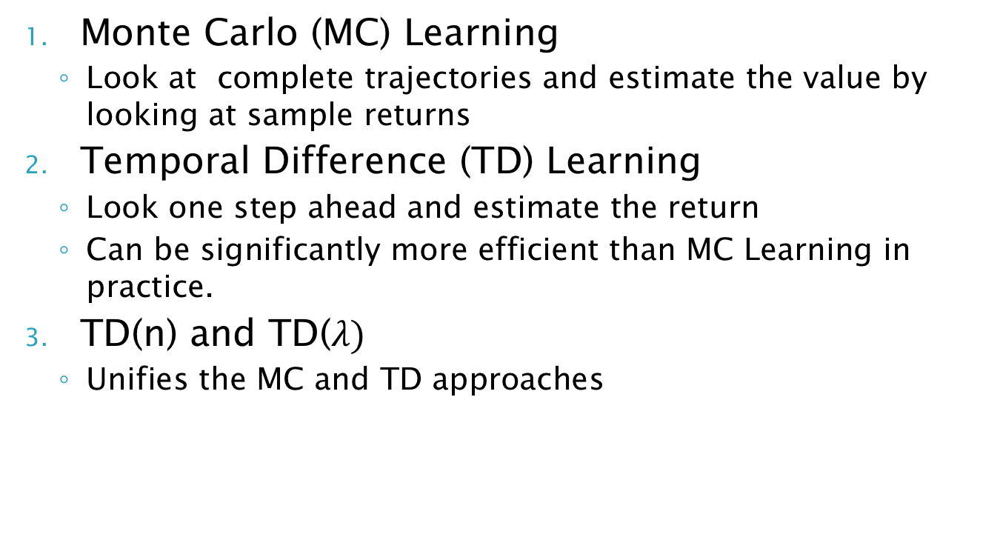 1. Monte Carlo (MC) Learning
◦ Look at  complete trajectories and estimate the value by
looking at sample returns
2. Temporal Difference (TD) Learning
◦ Look one step ahead and estimate the return
◦ Can be significantly more efficient than MC Learning in
practice.
3. TD(n) and TD(𝜆)
◦ Unifies the MC and TD approaches